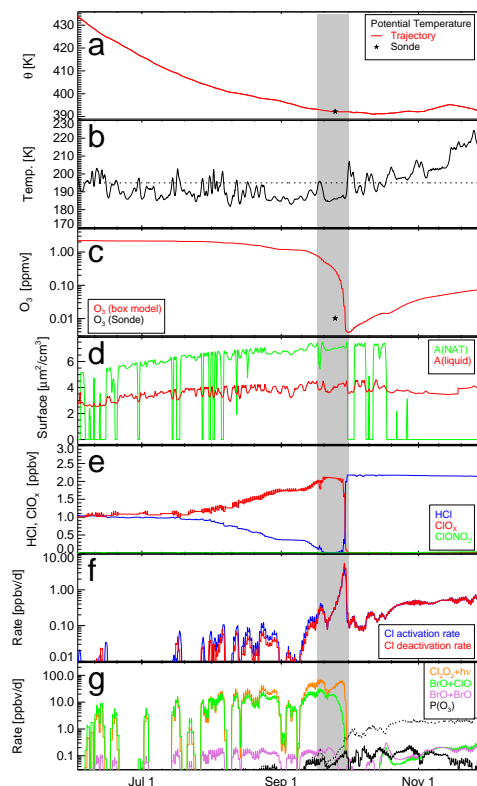 a
θ [K]
430
420
410
400
390
Potential Temperature
Trajectory
Sonde
b
Temp. [K]
220
210
200
190
180
170
c
O₃ [ppmv]
1.00
0.10
0.01
O₃ (box model)
O₃ (Sonde)
d
Surface [μm²/cm³]
6
4
2
0
A(NAT)
A(liquid)
e
HCl, ClOₓ [ppbv]
2.5
2.0
1.5
1.0
0.5
0.0
HCl
ClOₓ
ClONO₂
f
Rate [ppbv/d]
10.00
1.00
0.10
0.01
Cl activation rate
Cl deactivation rate
g
Rate [ppbv/d]
100.0
10.0
1.0
0.1
Cl₂O₂+hν
BrO+ClO
BrO+BrO
P(O₃)
Jul 1
Sep 1
Nov 1